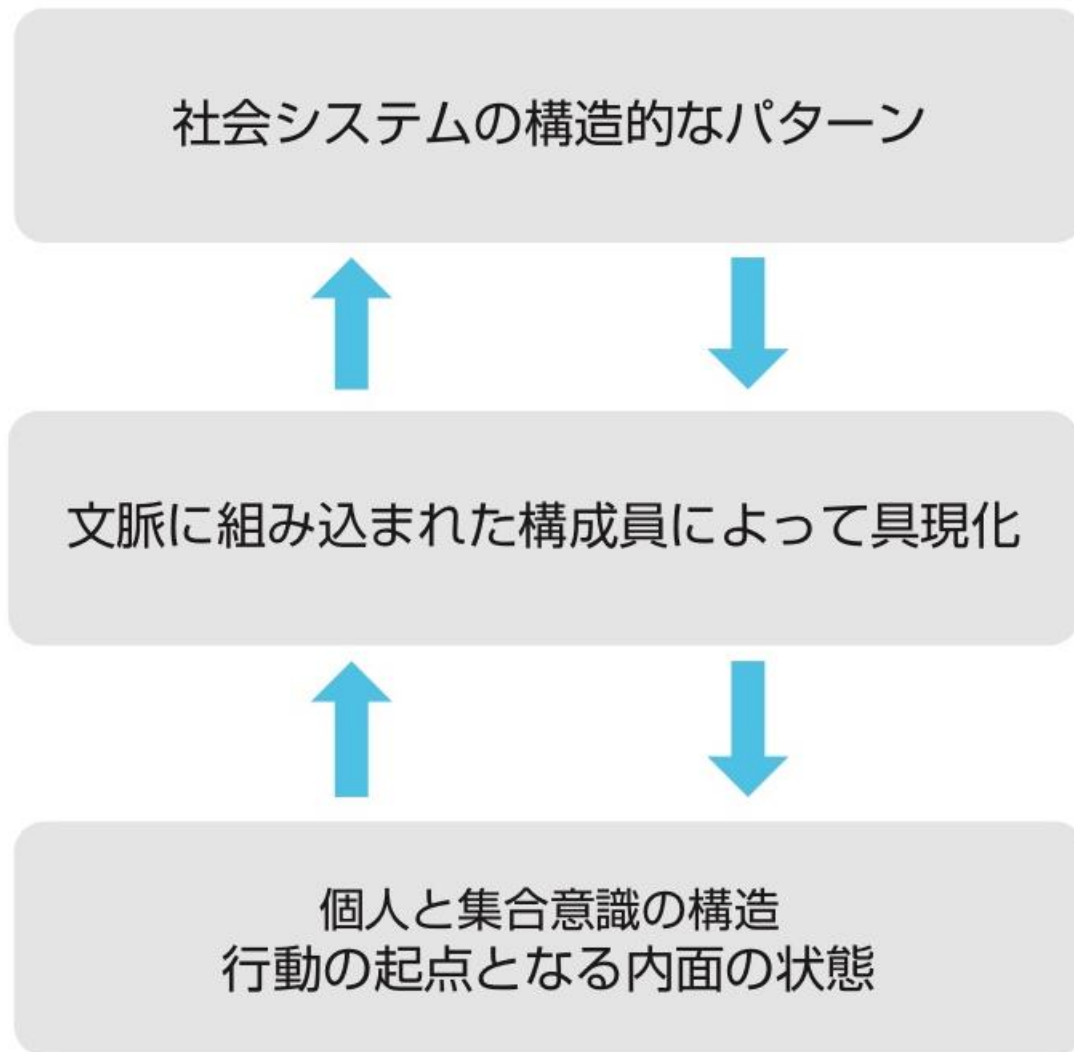 社会システムの構造的なパターン
文脈に組み込まれた構成員によって具現化
個人と集合意識の構造
行動の起点となる内面の状態